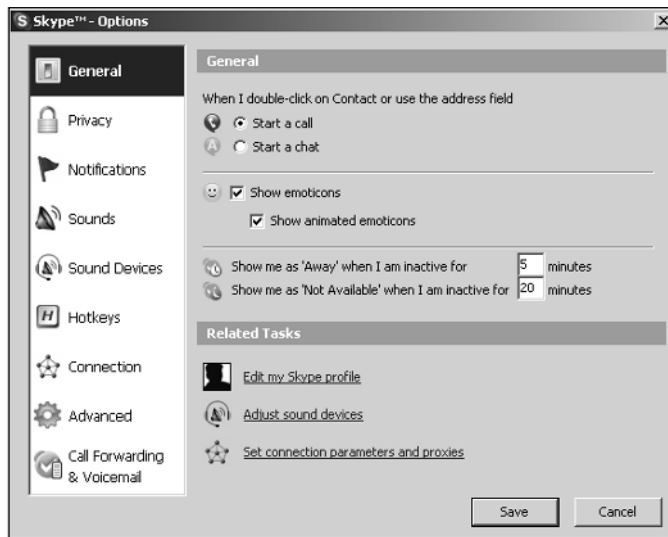 Skype™ - Options
General
Privacy
Notifications
Sounds
Sound Devices
Hotkeys
Connection
Advanced
Call Forwarding
& Voicemail
General
When I double-click on Contact or use the address field
Start a call
Start a chat
Show emoticons
Show animated emoticons
Show me as 'Away' when I am inactive for 5 minutes
Show me as 'Not Available' when I am inactive for 20 minutes
Related Tasks
Edit my Skype profile
Adjust sound devices
Set connection parameters and proxies
Save Cancel